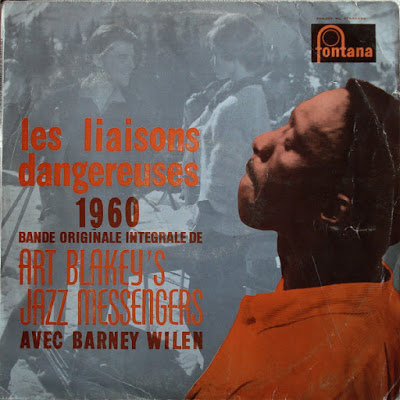 fontana
les liaisons
dangereuses
1960
BANDE ORIGINALE INTEGRALE DE
ART BLAKEY'S
JAZZ MESSENGERS
AVEC BARNEY WILEN